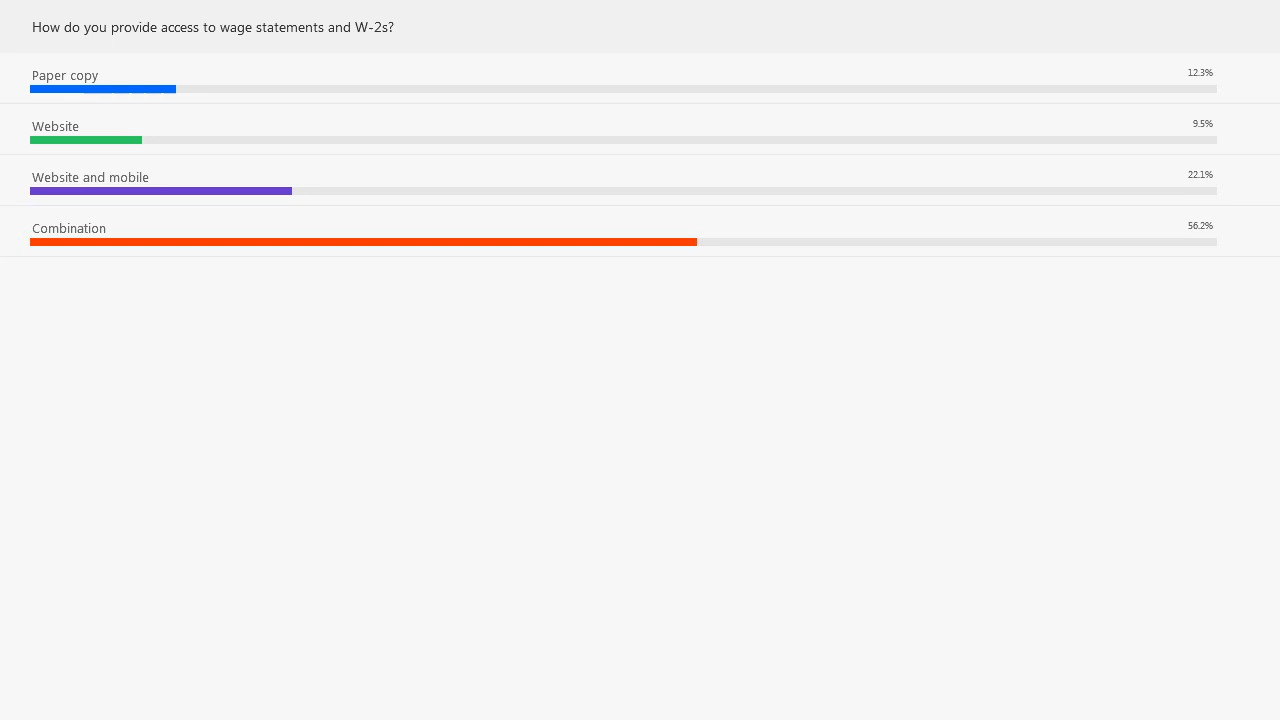 How do you provide access to wage statements and W-2s?
Paper copy
12.3%
Website
9.5%
Website and mobile
22.1%
Combination
56.2%